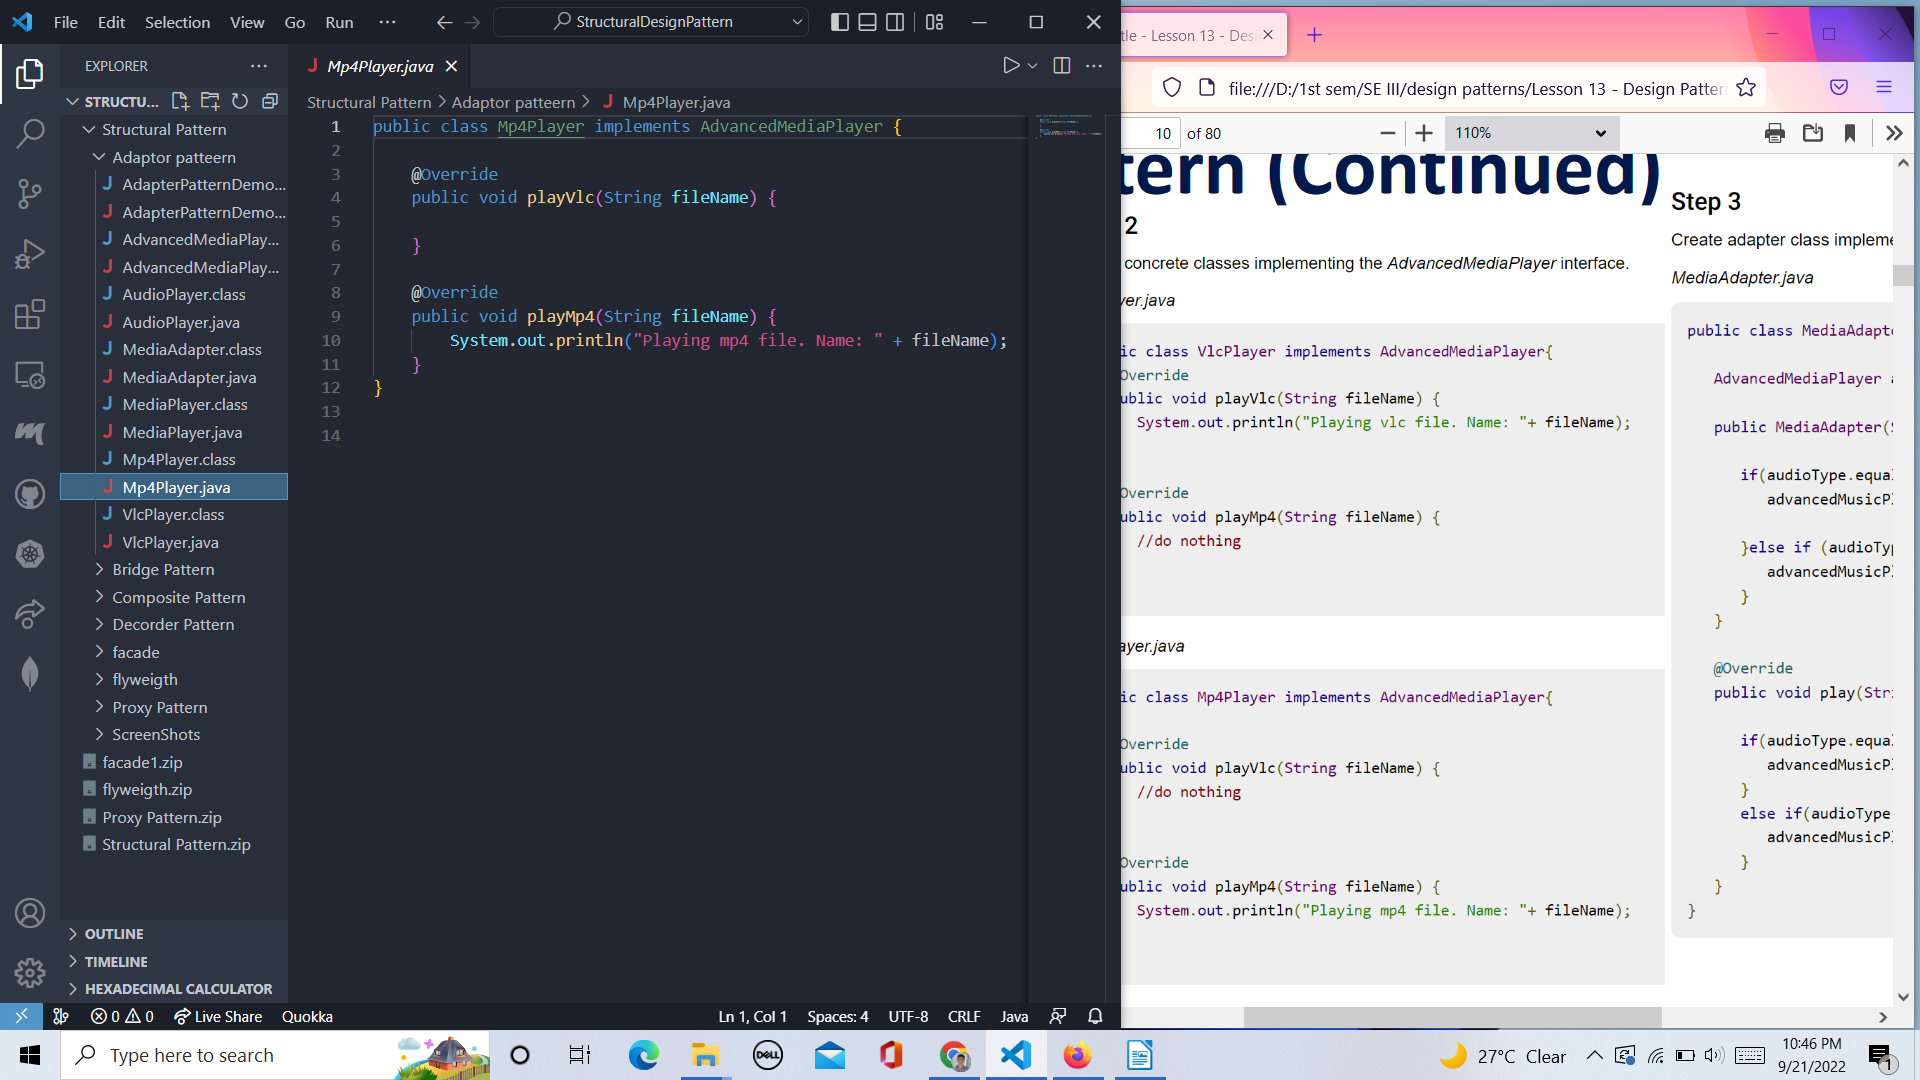 File Edit Selection View Go Run ···
StructuralDesignPattern
EXPLORER
STRUCTU...
Structural Pattern
Adaptor patteern
AdapterPatternDemo...
AdapterPatternDemo...
AdvancedMediaPlay...
AdvancedMediaPlay...
AudioPlayer.class
AudioPlayer.java
MediaAdapter.class
MediaAdapter.java
MediaPlayer.class
MediaPlayer.java
Mp4Player.class
Mp4Player.java
VlcPlayer.class
VlcPlayer.java
Bridge Pattern
Composite Pattern
Decorder Pattern
facade
flyweigth
Proxy Pattern
ScreenShots
facade1.zip
flyweigth.zip
Proxy Pattern.zip
Structural Pattern.zip
OUTLINE
TIMELINE
HEXADECIMAL CALCULATOR
J Mp4Player.java
Structural Pattern > Adaptor patteern > J Mp4Player.java
1 public class Mp4Player implements AdvancedMediaPlayer {
2
3 @Override
4 public void playVlc(String fileName) {
5
6 }
7
8 @Override
9 public void playMp4(String fileName) {
10 System.out.println("Playing mp4 file. Name: " + fileName);
11 }
12 }
13
14
0 0 Live Share Quokka Ln 1, Col 1 Spaces: 4 UTF-8 CRLF Java
tle - Lesson 13 - Desi
file:///D:/1st sem/SE III/design patterns/Lesson 13 - Design Patter
10 of 80 110%
tern (Continued)
2
concrete classes implementing the AdvancedMediaPlayer interface.
yer.java
ic class VlcPlayer implements AdvancedMediaPlayer{
Override
ublic void playVlc(String fileName) {
System.out.println("Playing vlc file. Name: "+ fileName);
Override
ublic void playMp4(String fileName) {
//do nothing
ayer.java
ic class Mp4Player implements AdvancedMediaPlayer{
Override
ublic void playVlc(String fileName) {
//do nothing
Override
ublic void playMp4(String fileName) {
System.out.println("Playing mp4 file. Name: "+ fileName);
Step 3
Create adapter class impleme
MediaAdapter.java
public class MediaAdapte
AdvancedMediaPlayer a
public MediaAdapter(S
if(audioType.equal
advancedMusicPl
}else if (audioTyp
advancedMusicPl
}
}
@Override
public void play(Stri
if(audioType.equal
advancedMusicPl
}
else if(audioType
advancedMusicPl
}
}
}
Type here to search
DELL
27°C Clear
10:46 PM
9/21/2022
1